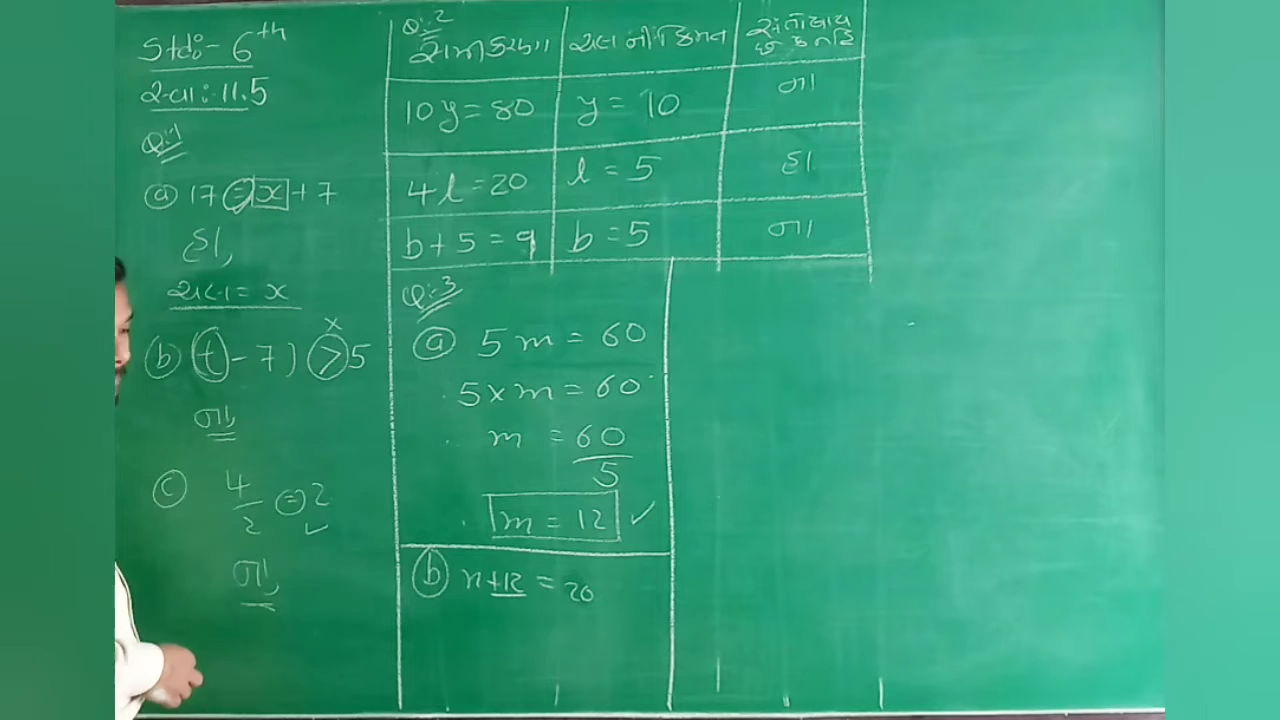 Std:- 6th
સ્વા:- 11.5
Q:-1
(a) 17 = x + 7
હા,
ચલ = x
(b) (t - 7) > 5
x
ના,
(c) 4/2 = 2 ✓
ના,
Q:-2
સમીકરણ ચલની કિંમત સંતોષાય
છે કે નહિ
10y = 80 y = 10 ના
4l = 20 l = 5 હા
b + 5 = 9 b = 5 ના
Q:-3
(a) 5m = 60
5 x m = 60
m = 60/5
m = 12 ✓
(b) n + 12 = 20